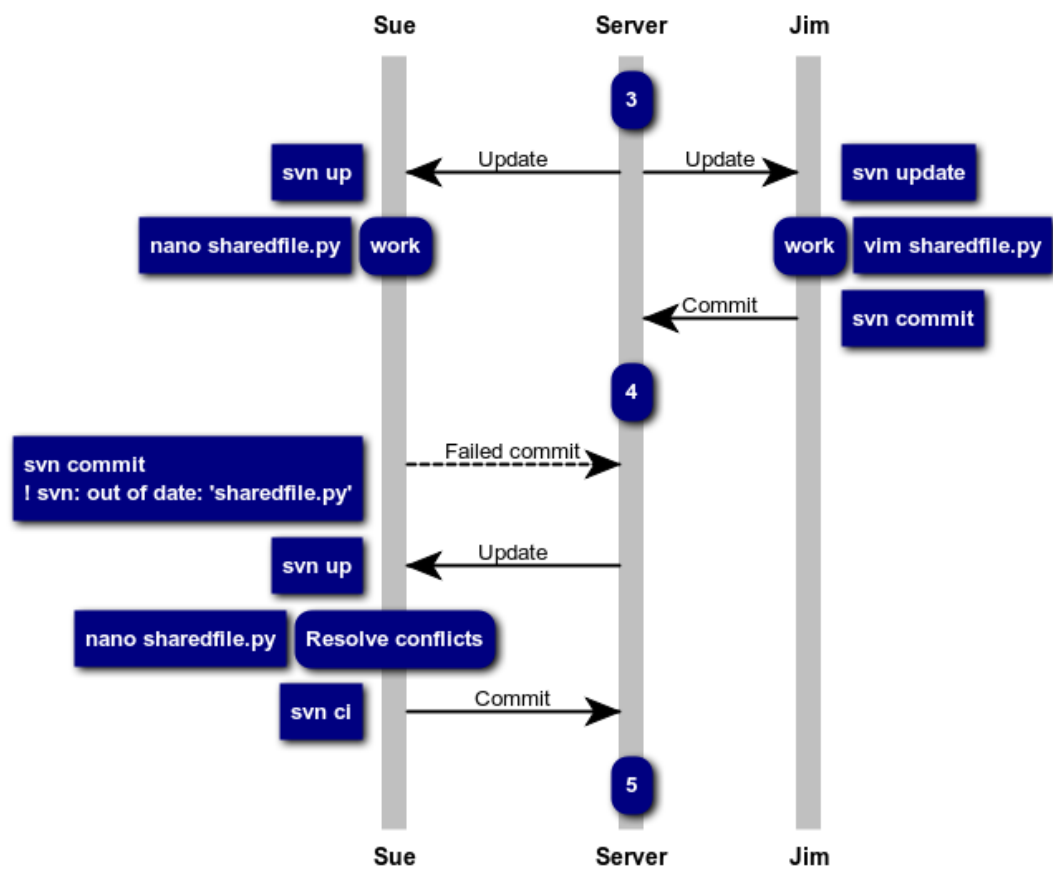 Sue Server Jim
3
Update Update
svn up svn update
nano sharedfile.py work work vim sharedfile.py
Commit
svn commit
4
Failed commit
svn commit
! svn: out of date: 'sharedfile.py'
Update
svn up
nano sharedfile.py Resolve conflicts
Commit
svn ci
5
Sue Server Jim